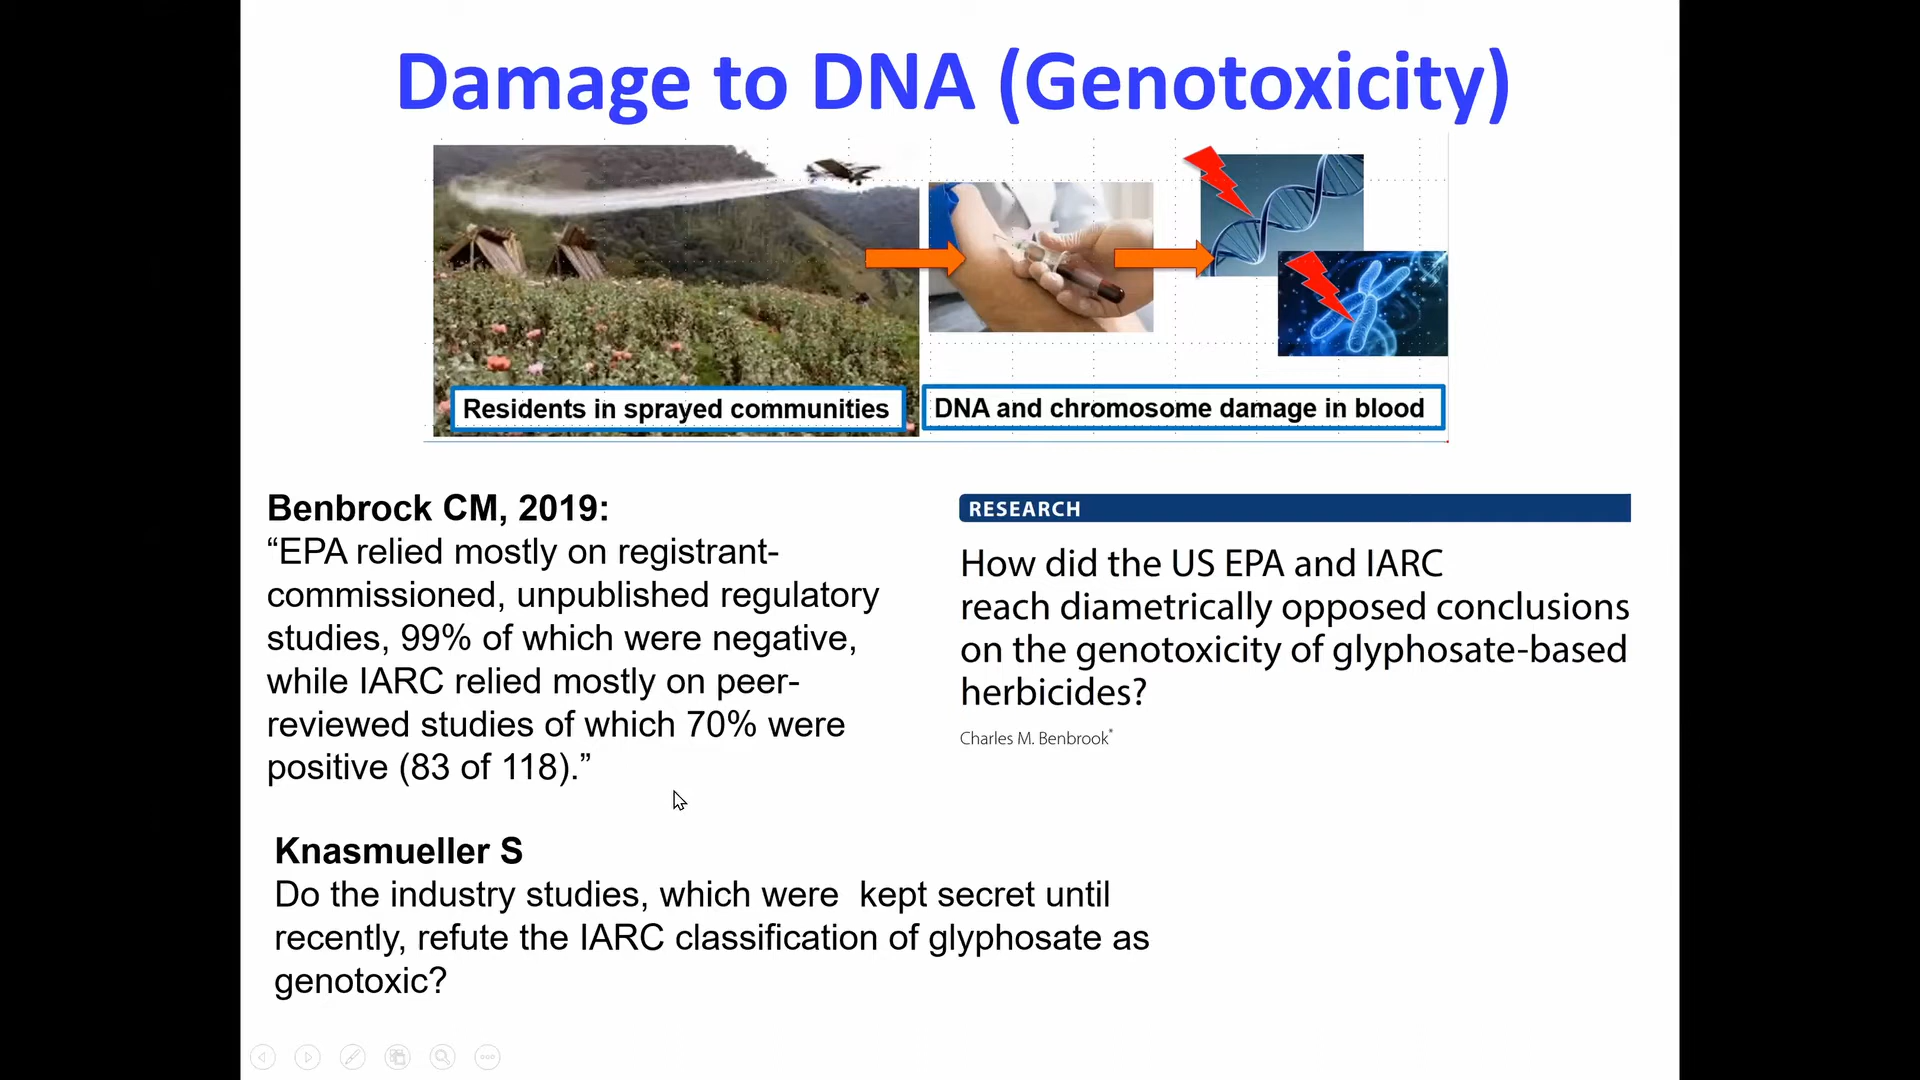 Damage to DNA (Genotoxicity)
Residents in sprayed communities
DNA and chromosome damage in blood
Benbrock CM, 2019:
“EPA relied mostly on registrant-
commissioned, unpublished regulatory
studies, 99% of which were negative,
while IARC relied mostly on peer-
reviewed studies of which 70% were
positive (83 of 118).”
RESEARCH
How did the US EPA and IARC
reach diametrically opposed conclusions
on the genotoxicity of glyphosate-based
herbicides?
Charles M. Benbrook*
Knasmueller S
Do the industry studies, which were  kept secret until
recently, refute the IARC classification of glyphosate as
genotoxic?